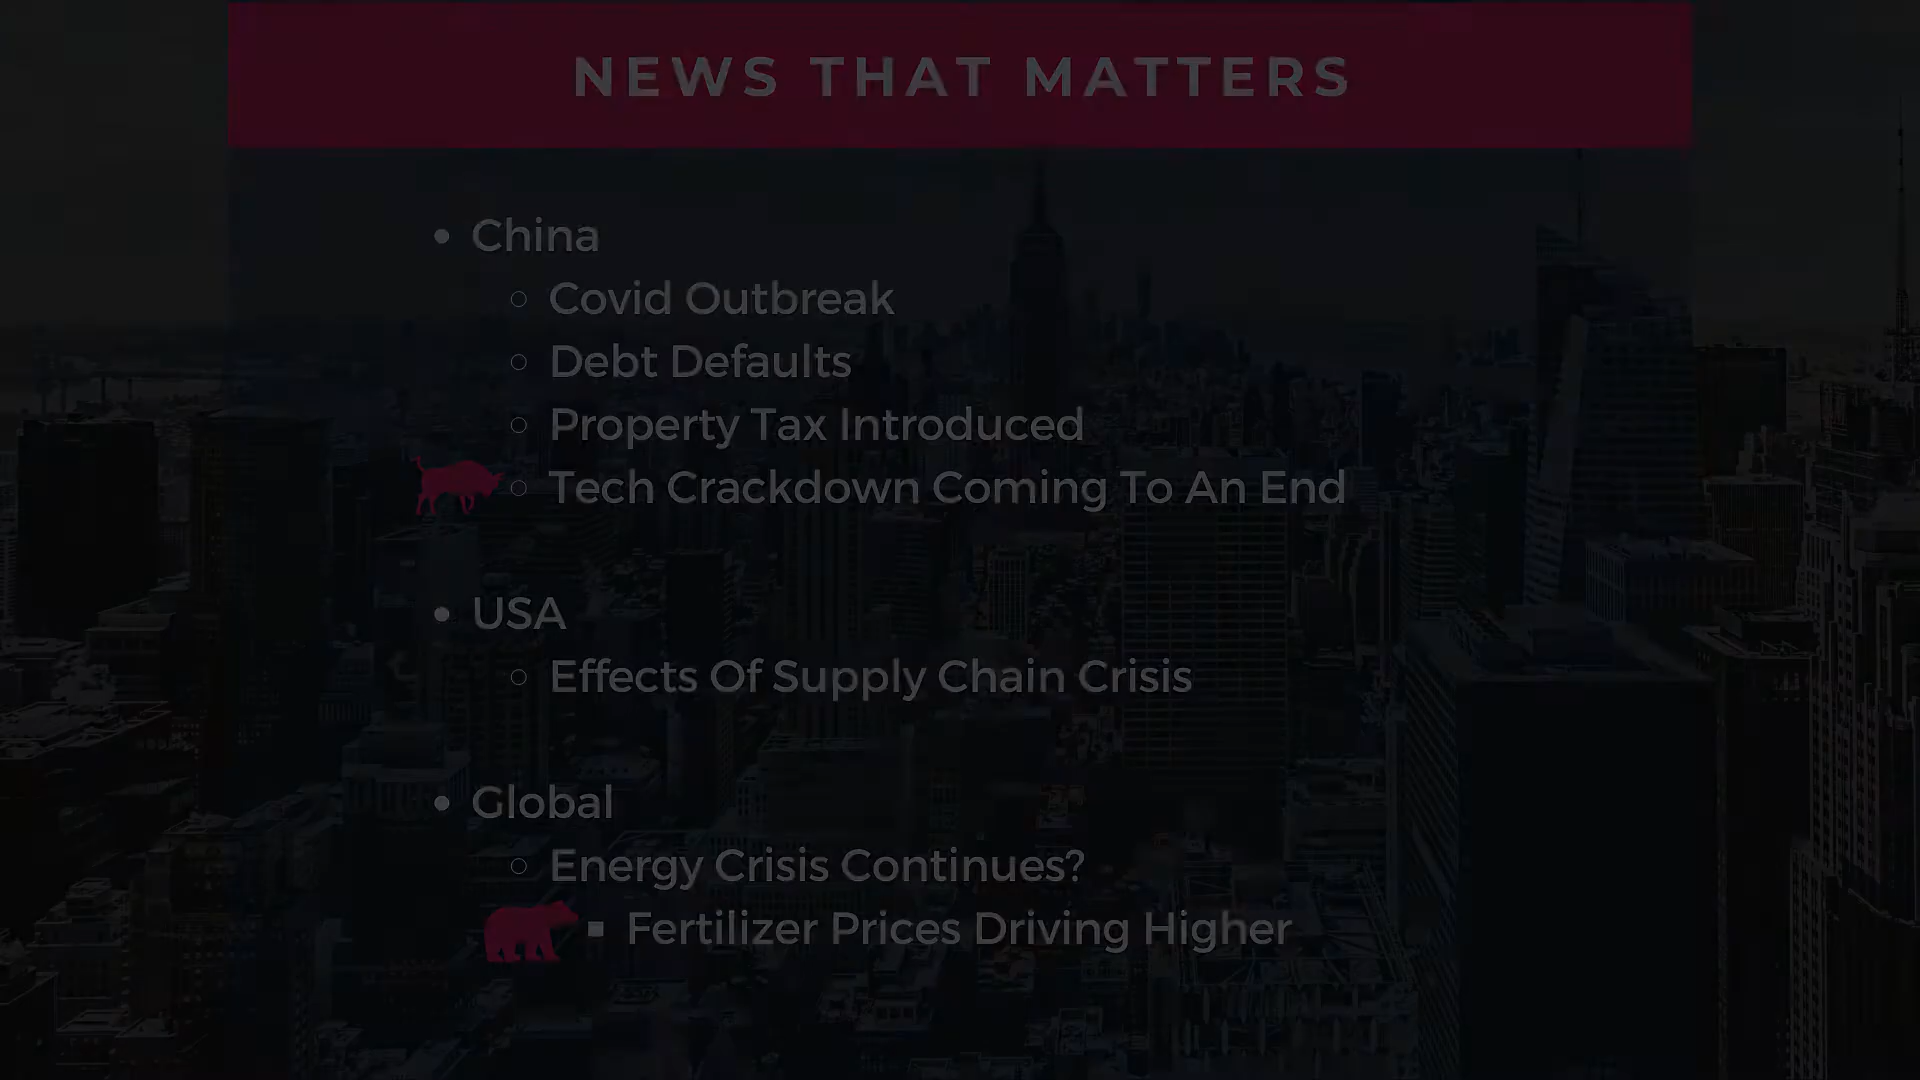 NEWS THAT MATTERS
China
Covid Outbreak
Debt Defaults
Property Tax Introduced
Tech Crackdown Coming To An End
USA
Effects Of Supply Chain Crisis
Global
Energy Crisis Continues?
Fertilizer Prices Driving Higher